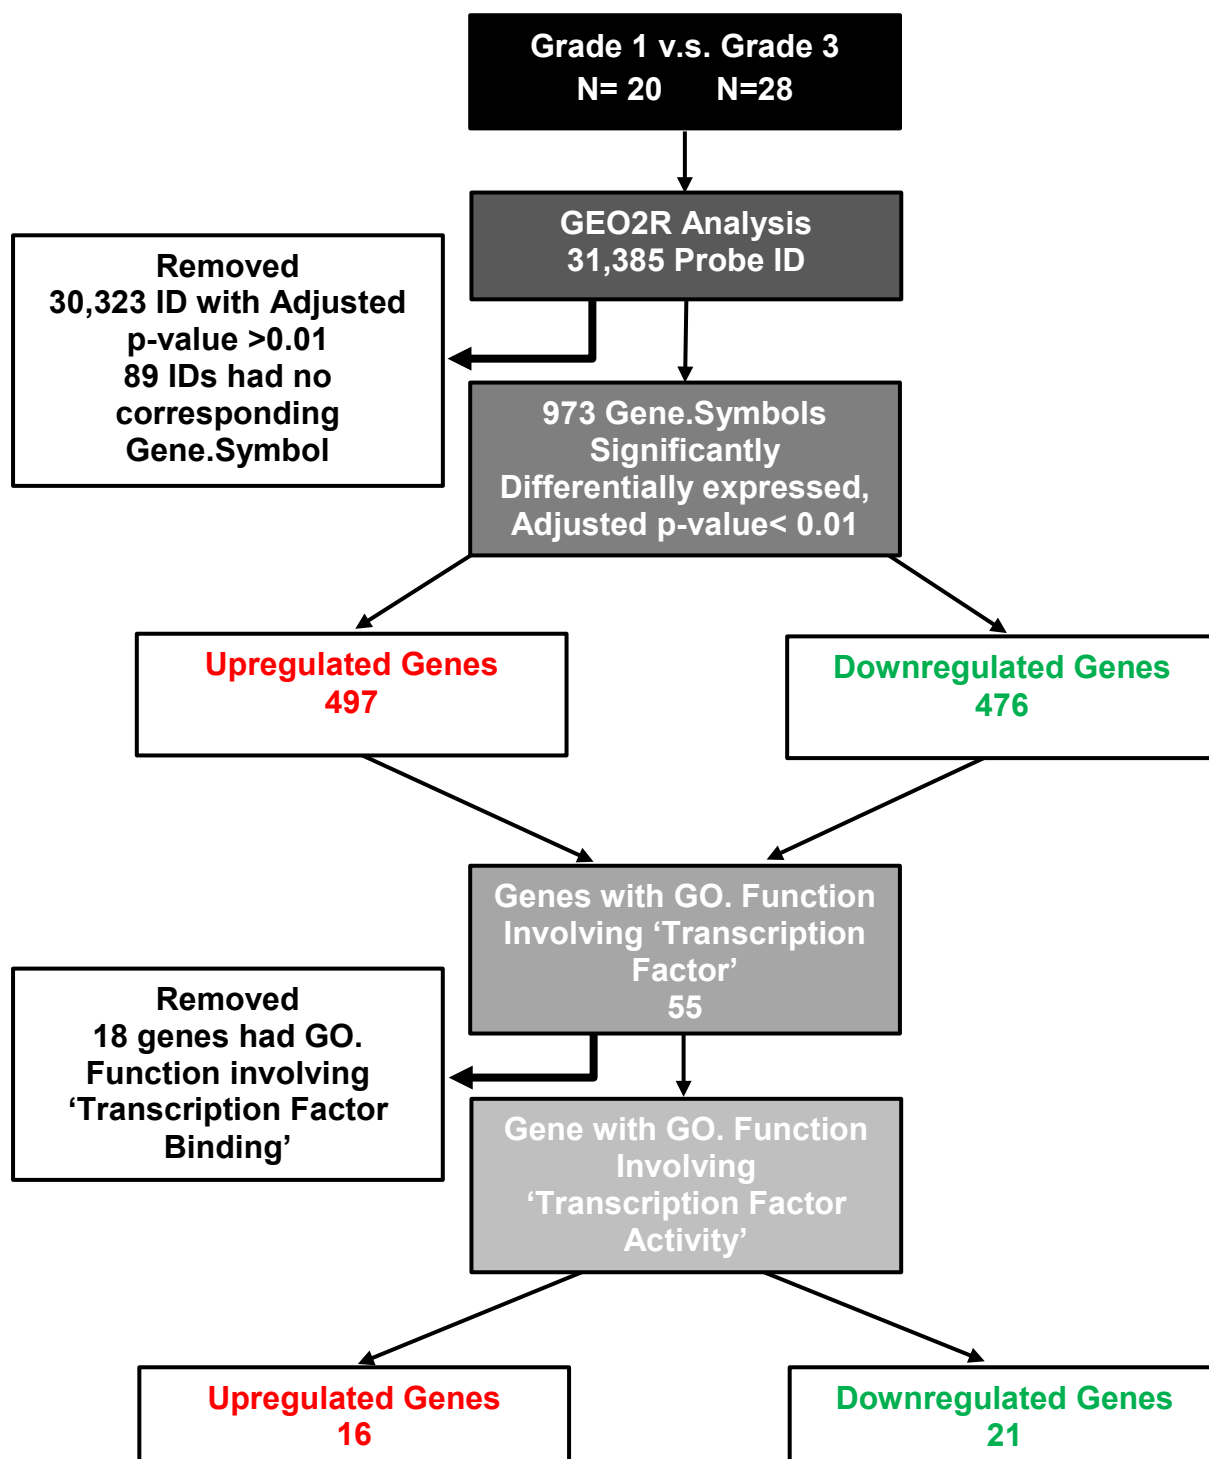 Grade 1 v.s. Grade 3
N= 20 N=28
GEO2R Analysis
31,385 Probe ID
Removed
30,323 ID with Adjusted
p-value >0.01
89 IDs had no
corresponding
Gene.Symbol
973 Gene.Symbols
Significantly
Differentially expressed,
Adjusted p-value< 0.01
Upregulated Genes
497
Downregulated Genes
476
Genes with GO. Function
Involving ‘Transcription
Factor’
55
Removed
18 genes had GO.
Function involving
‘Transcription Factor
Binding’
Gene with GO. Function
Involving
‘Transcription Factor
Activity’
Upregulated Genes
16
Downregulated Genes
21